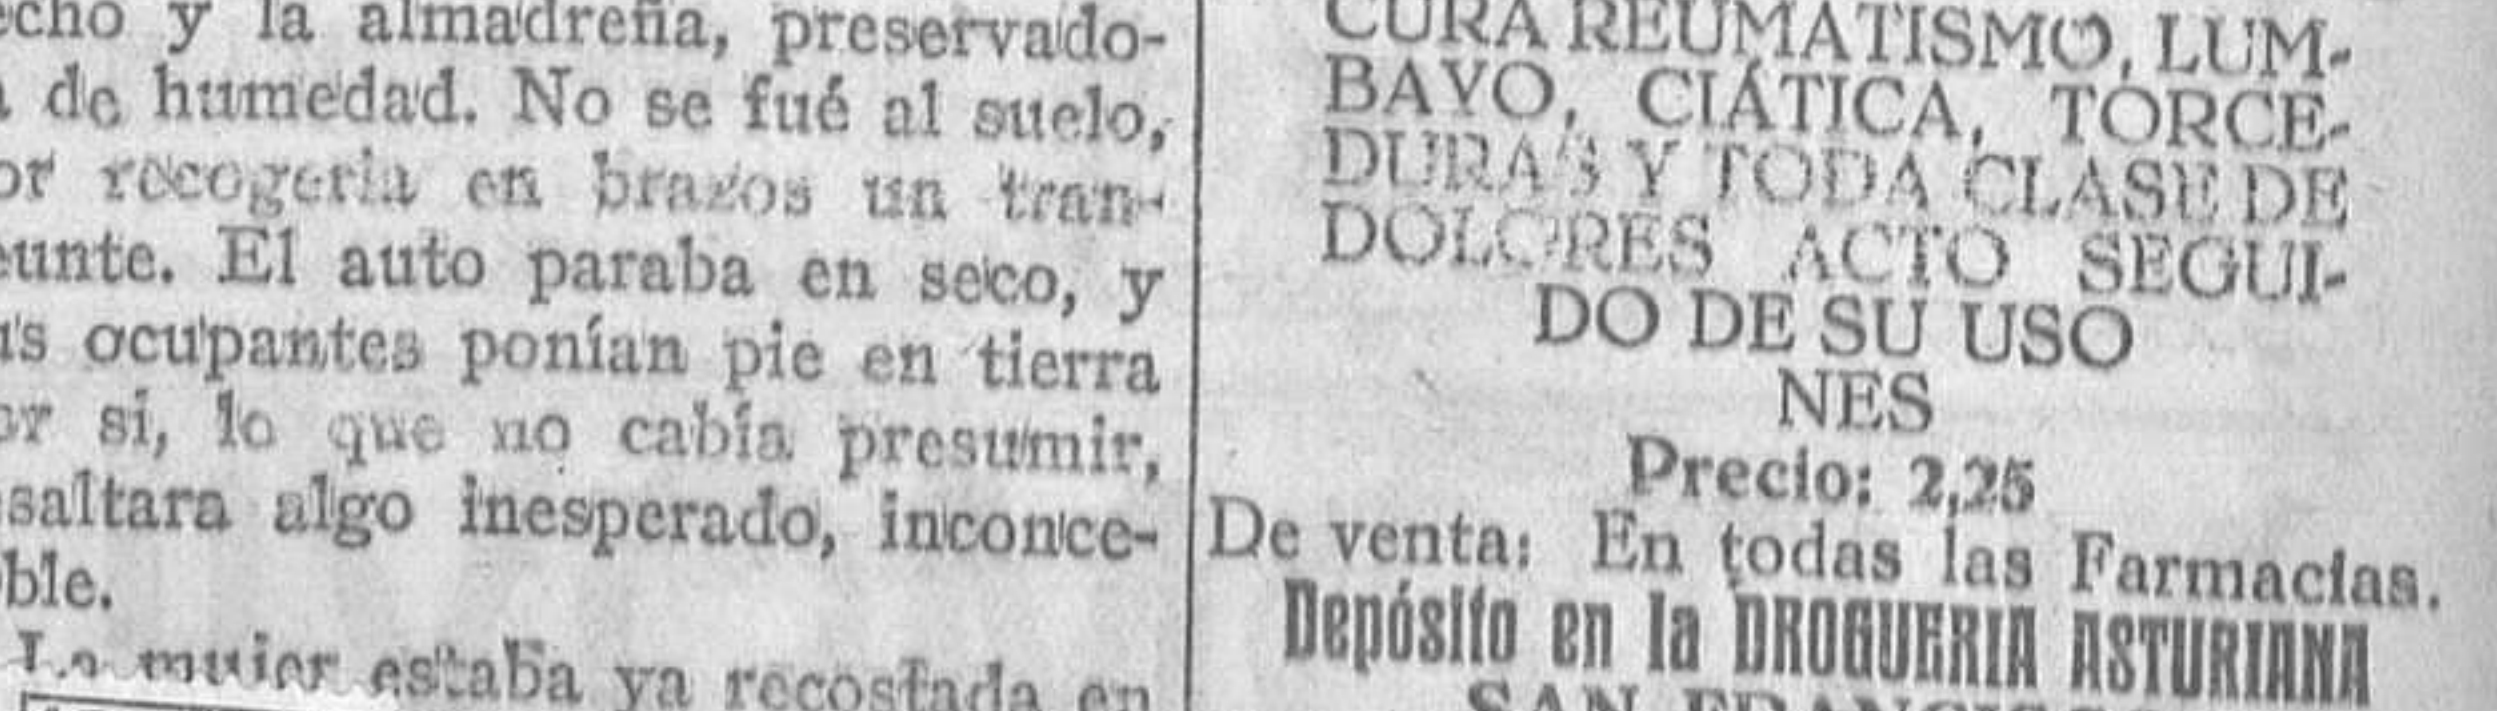 echo y la almadreña, preservado-
de humedad. No se fué al suelo,
or recogerla en brazos un tran-
eunte. El auto paraba en seco, y
us ocupantes ponían pie en tierra
or si, lo que no cabía presumir,
saltara algo inesperado, inconce-
ble.
La mujer estaba ya recostada en
CURA REUMATISMO, LUM-
BAYO, CIÁTICA, TORCE-
DURAS Y TODA CLASE DE
DOLORES ACTO SEGUI-
DO DE SU USO
NES
Precio: 2,25
De venta: En todas las Farmacias.
Depósito en la DROGUERIA ASTURIANA
SAN FRANCISCO